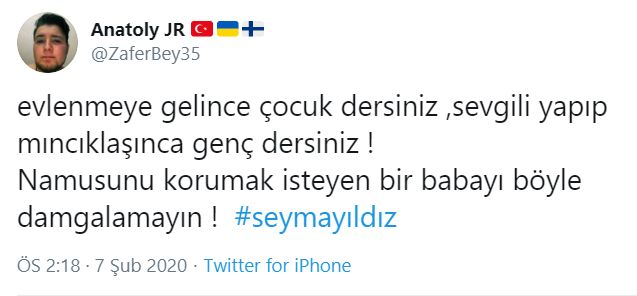 Anatoly JR 🇹🇷 🇺🇦 🇫🇮
@ZaferBey35
evlenmeye gelince çocuk dersiniz ,sevgili yapıp
mıncıklaşınca genç dersiniz !
Namusunu korumak isteyen bir babayı böyle
damgalamayın ! #seymayıldız
ÖS 2:18 · 7 Şub 2020 · Twitter for iPhone